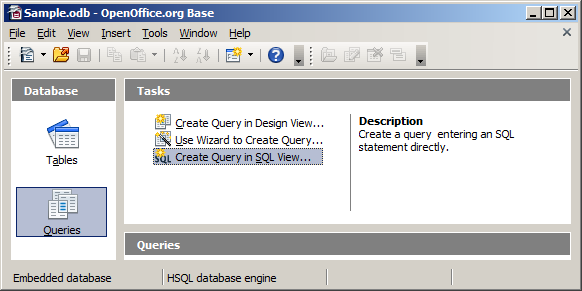 Sample.odb - OpenOffice.org Base
File Edit View Insert Tools Window Help
Database
Tasks
Tables
Queries
Create Query in Design View...
Use Wizard to Create Query...
SQL Create Query in SQL View...
Description
Create a query entering an SQL
statement directly.
Queries
Embedded database HSQL database engine